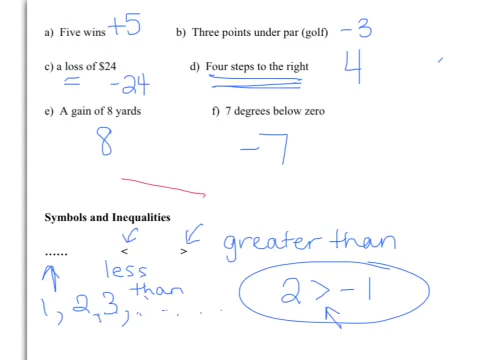 a) Five wins +5 b) Three points under par (golf) -3
c) a loss of $24 = -24 d) Four steps to the right 4
e) A gain of 8 yards f) 7 degrees below zero
8 -7
Symbols and Inequalities
...... < > greater than
less than
1, 2, 3, ....... 2 > -1